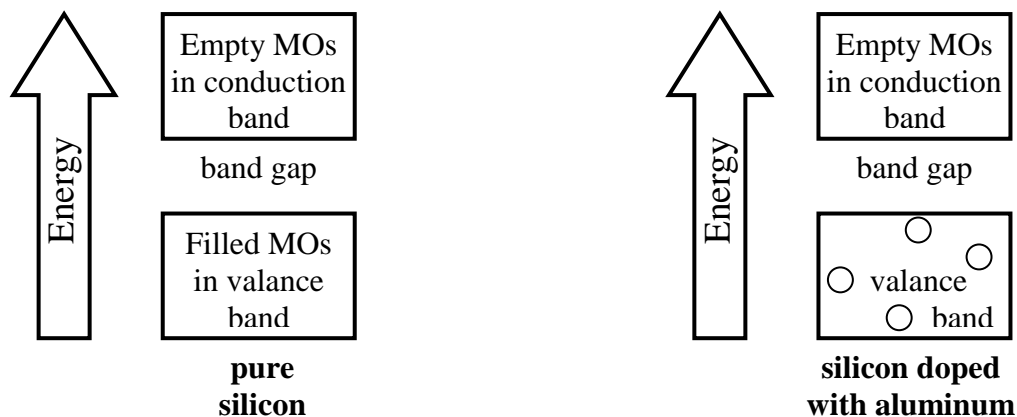 Energy
Empty MOs
in conduction
band
band gap
Filled MOs
in valance
band
pure
silicon
Energy
Empty MOs
in conduction
band
band gap
valance
band
silicon doped
with aluminum